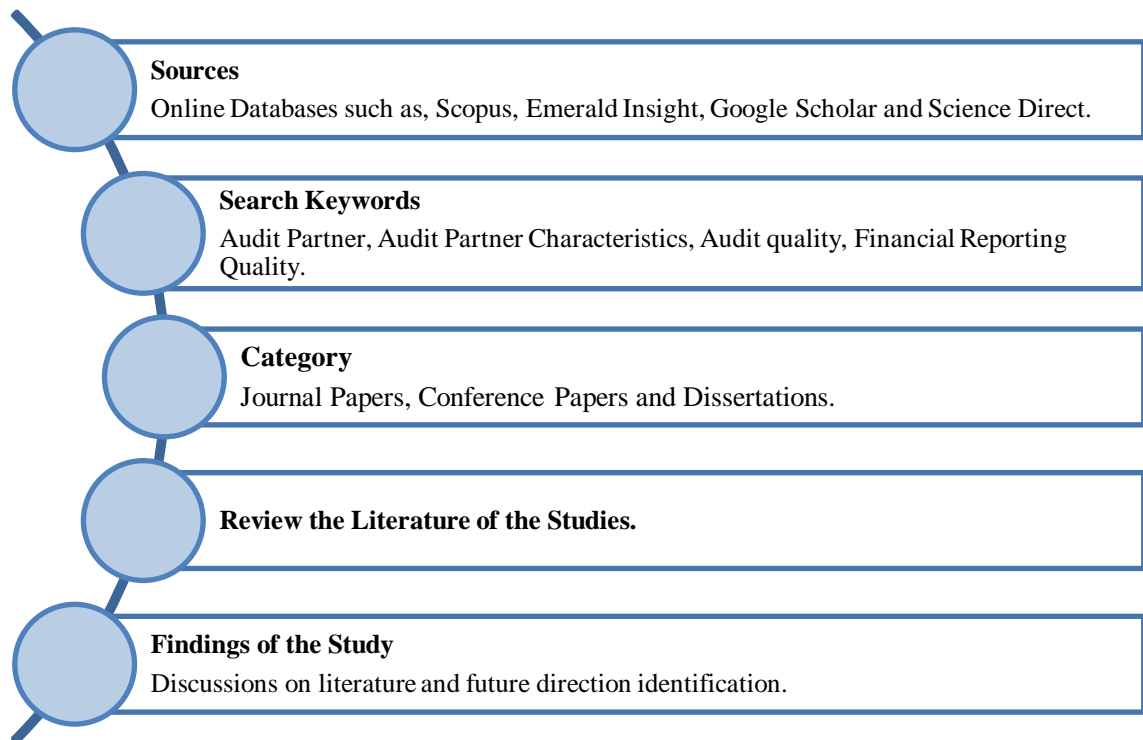 Sources
Online Databases such as, Scopus, Emerald Insight, Google Scholar and Science Direct.
Search Keywords
Audit Partner, Audit Partner Characteristics, Audit quality, Financial Reporting
Quality.
Category
Journal Papers, Conference Papers and Dissertations.
Review the Literature of the Studies.
Findings of the Study
Discussions on literature and future direction identification.